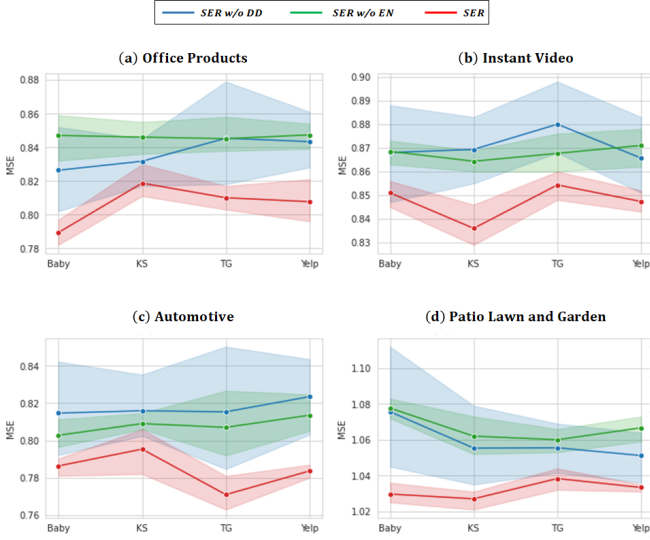 SER w/o DD SER w/o EN SER
(a) Office Products
0.88
0.86
0.84
0.82
0.80
0.78
MSE
Baby KS TG Yelp
(b) Instant Video
0.90
0.89
0.88
0.87
0.86
0.85
0.84
0.83
MSE
Baby KS TG Yelp
(c) Automotive
0.84
0.82
0.80
0.78
0.76
MSE
Baby KS TG Yelp
(d) Patio Lawn and Garden
1.10
1.08
1.06
1.04
1.02
MSE
Baby KS TG Yelp